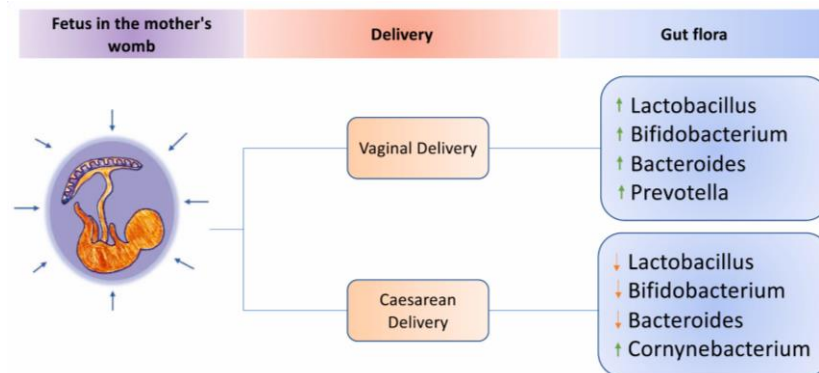 Fetus in the mother's
womb
Delivery
Gut flora
Vaginal Delivery
Lactobacillus
Bifidobacterium
Bacteroides
Prevotella
Caesarean
Delivery
Lactobacillus
Bifidobacterium
Bacteroides
Cornynebacterium